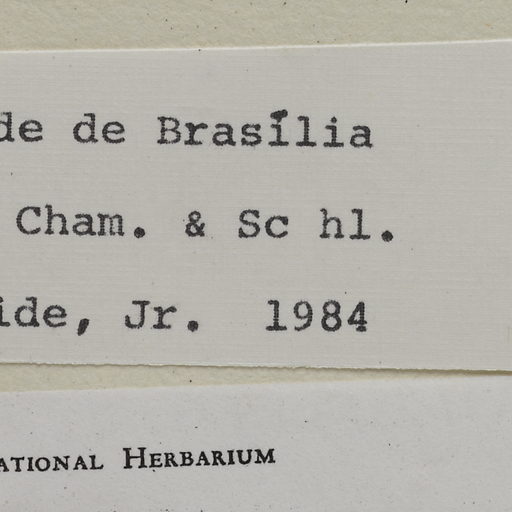 de de Brasília
Cham. & Sc hl.
ide, Jr. 1984
ATIONAL HERBARIUM